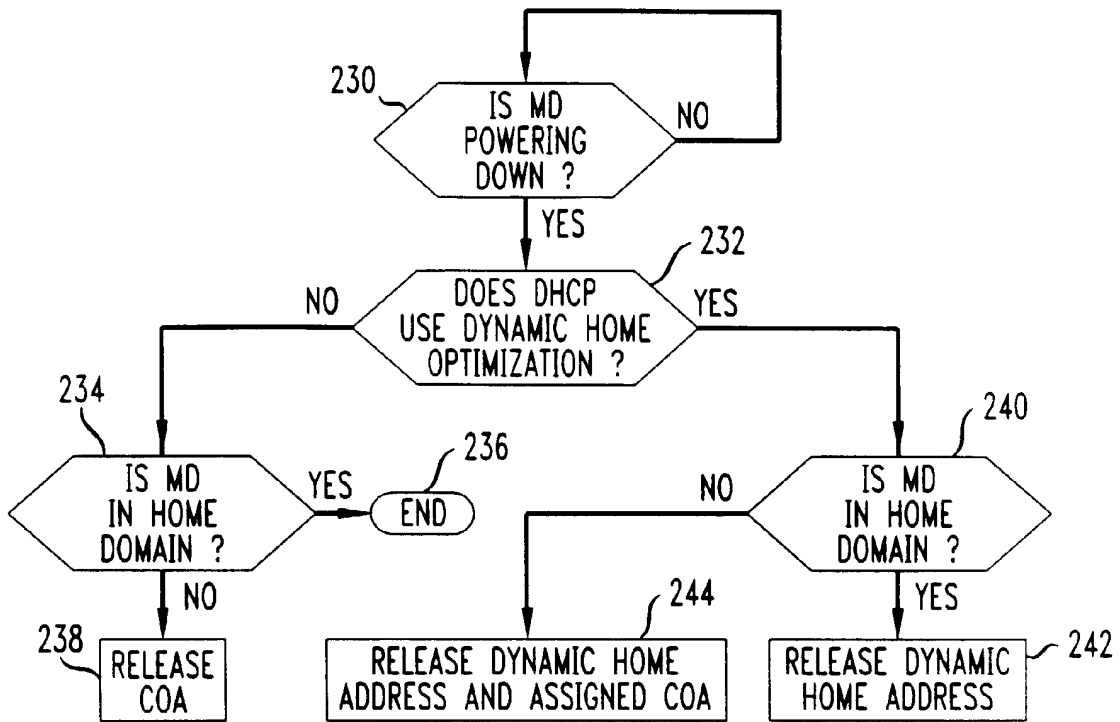 230
IS MD
POWERING
DOWN ?
NO
YES
232
DOES DHCP
USE DYNAMIC HOME
OPTIMIZATION ?
NO
YES
234
IS MD
IN HOME
DOMAIN ?
YES
236
END
NO
238
RELEASE
COA
240
IS MD
IN HOME
DOMAIN ?
NO
YES
244
RELEASE DYNAMIC HOME
ADDRESS AND ASSIGNED COA
242
RELEASE DYNAMIC
HOME ADDRESS